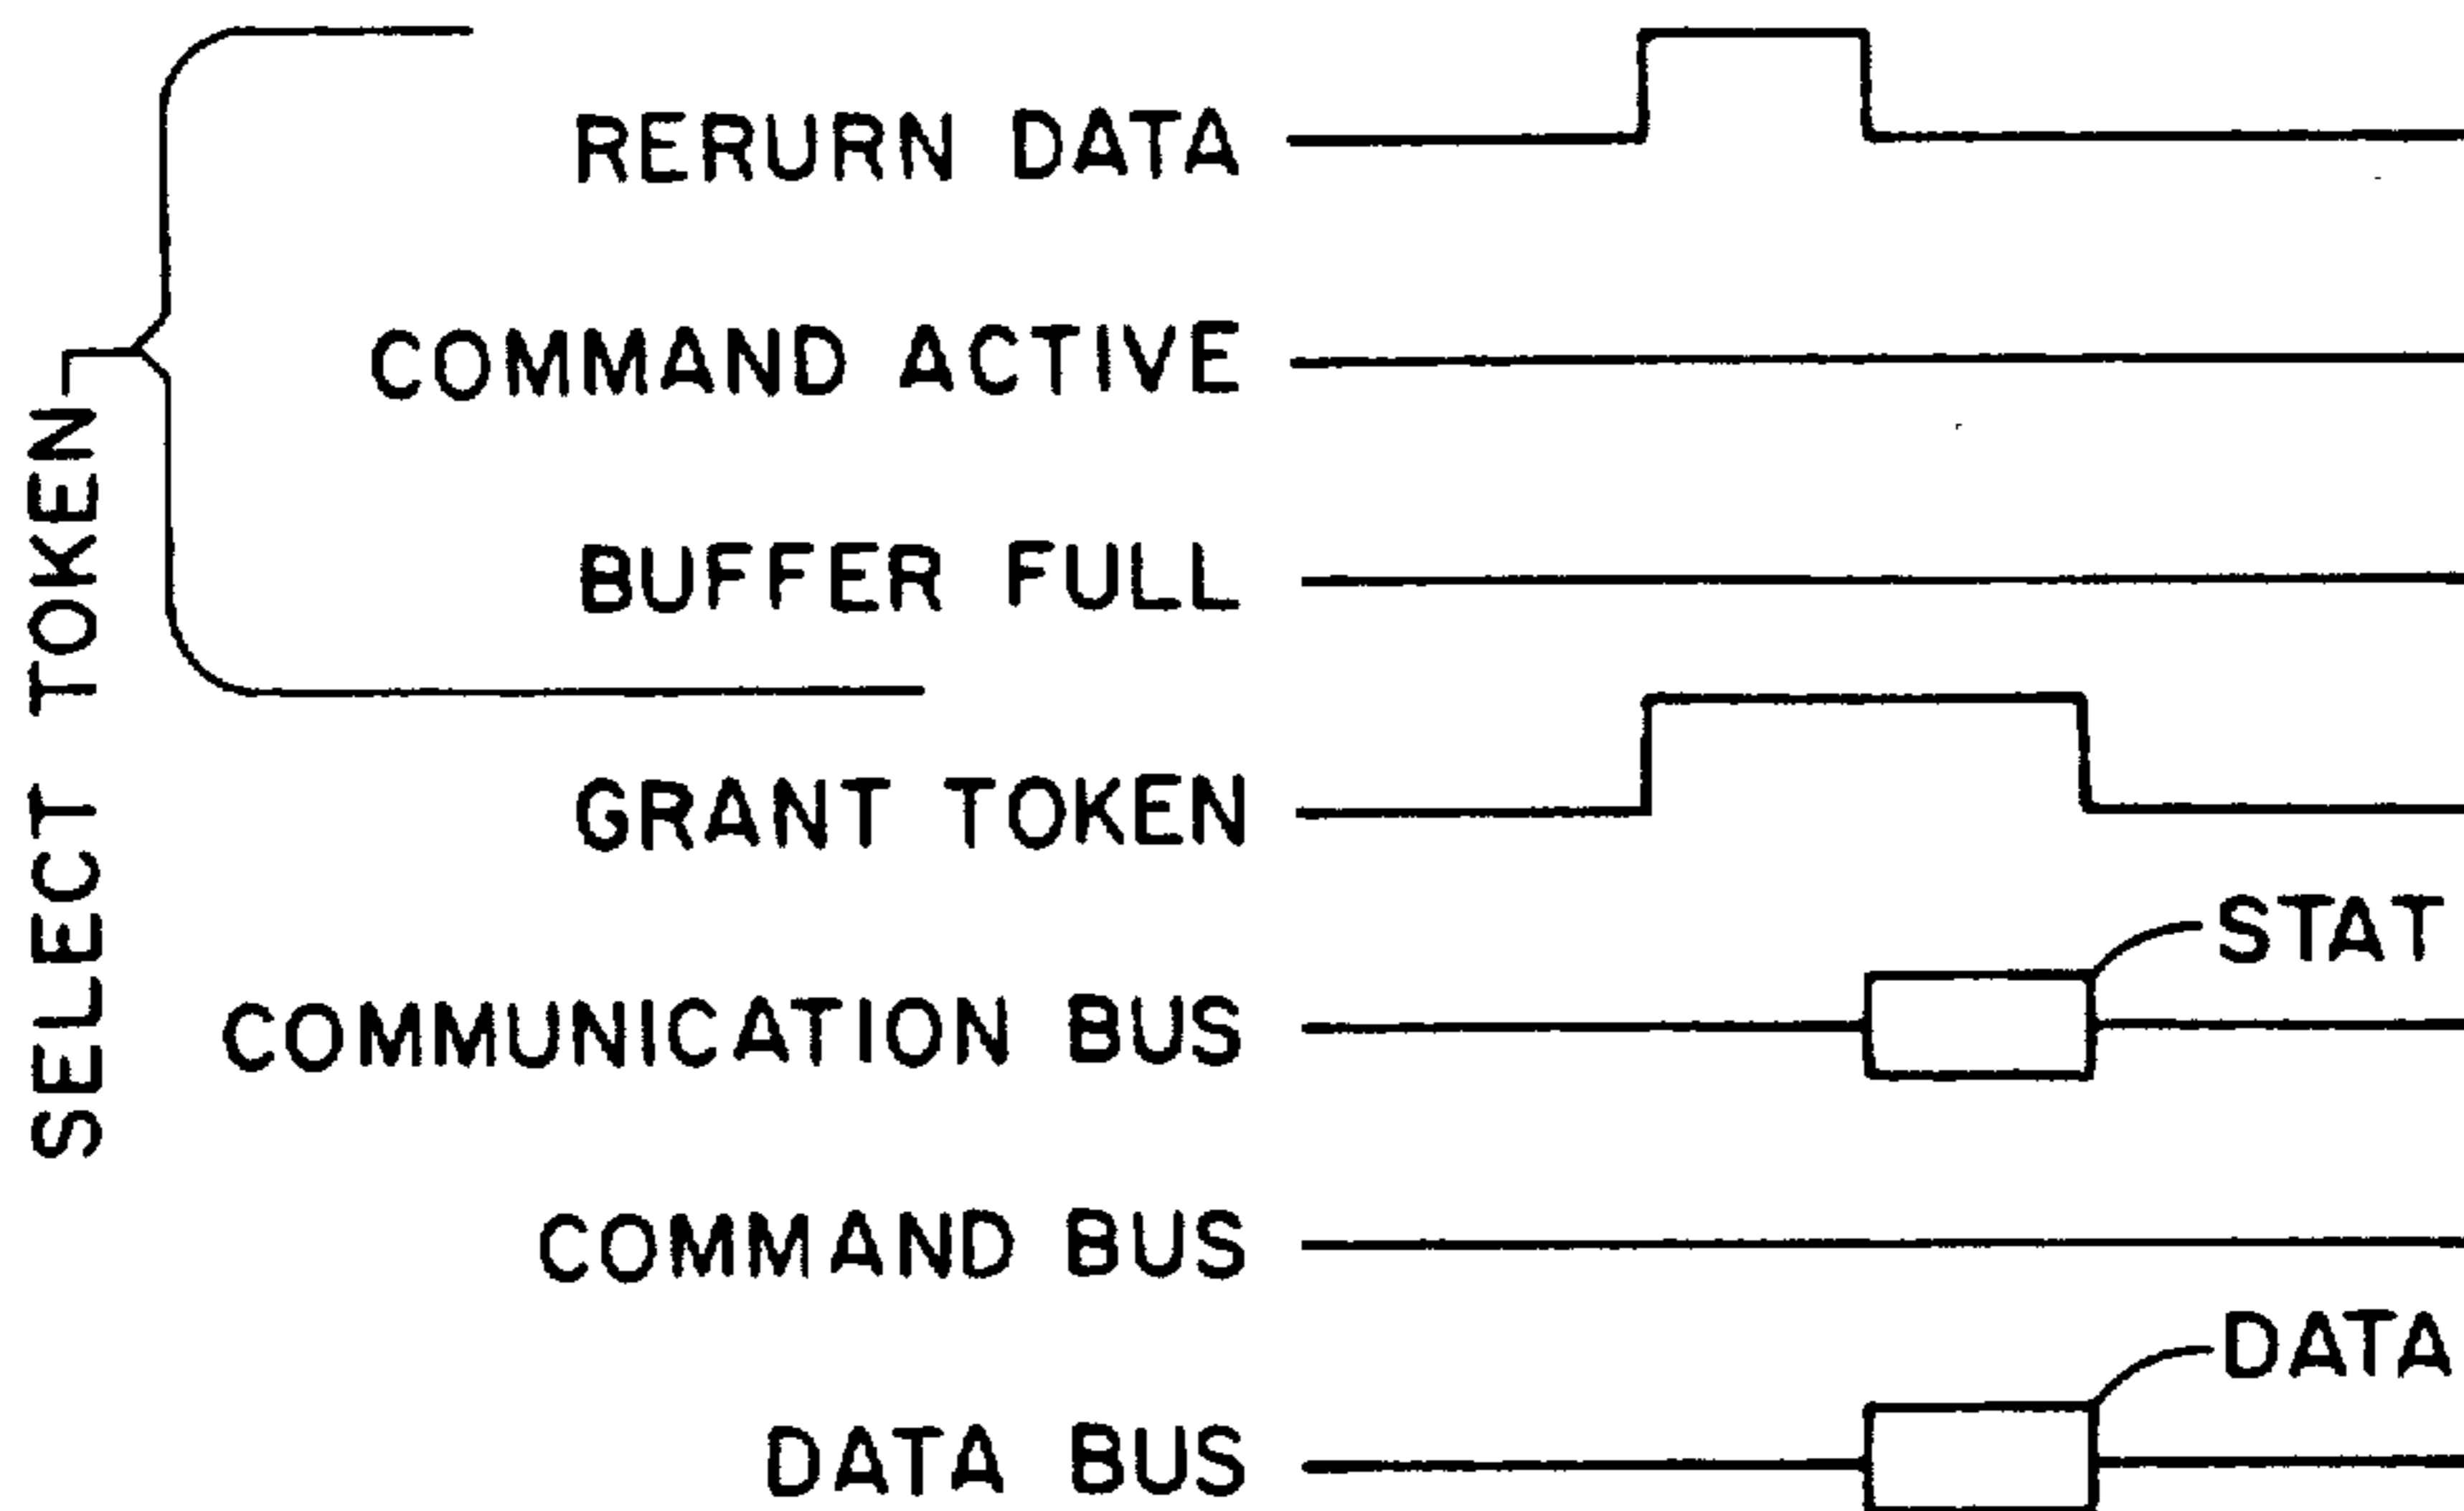 RERURN DATA
COMMAND ACTIVE
BUFFER FULL
SELECT TOKEN
GRANT TOKEN
STAT
COMMUNICATION BUS
COMMAND BUS
DATA
DATA BUS